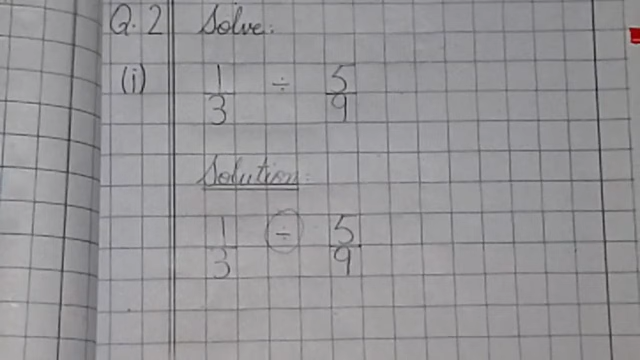 Q. 2 Solve:
(i) 1/3 ÷ 5/9
Solution:
1/3 ÷ 5/9